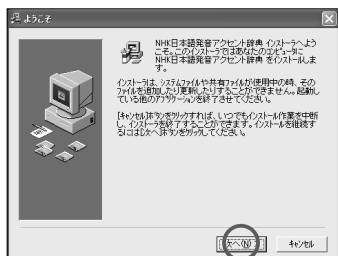 ようこそ
NHK日本語発音アクセント辞典 インストーラへよう
こそ。このインストーラではあなたのコンピュータに
NHK日本語発音アクセント辞典 をインストールしま
す。
インストーラは、システムファイルや共有ファイルが使用中の時、その
ファイルを追加したり更新したりすることができません。起動し
ている他のアプリケーションを終了させてください。
[キャンセル]ボタンをクリックすれば、いつでもインストール作業を中断
し、インストーラを終了することができます。インストールを継続す
るには[次へ]ボタンをクリックしてください。
次へ(N)
キャンセル